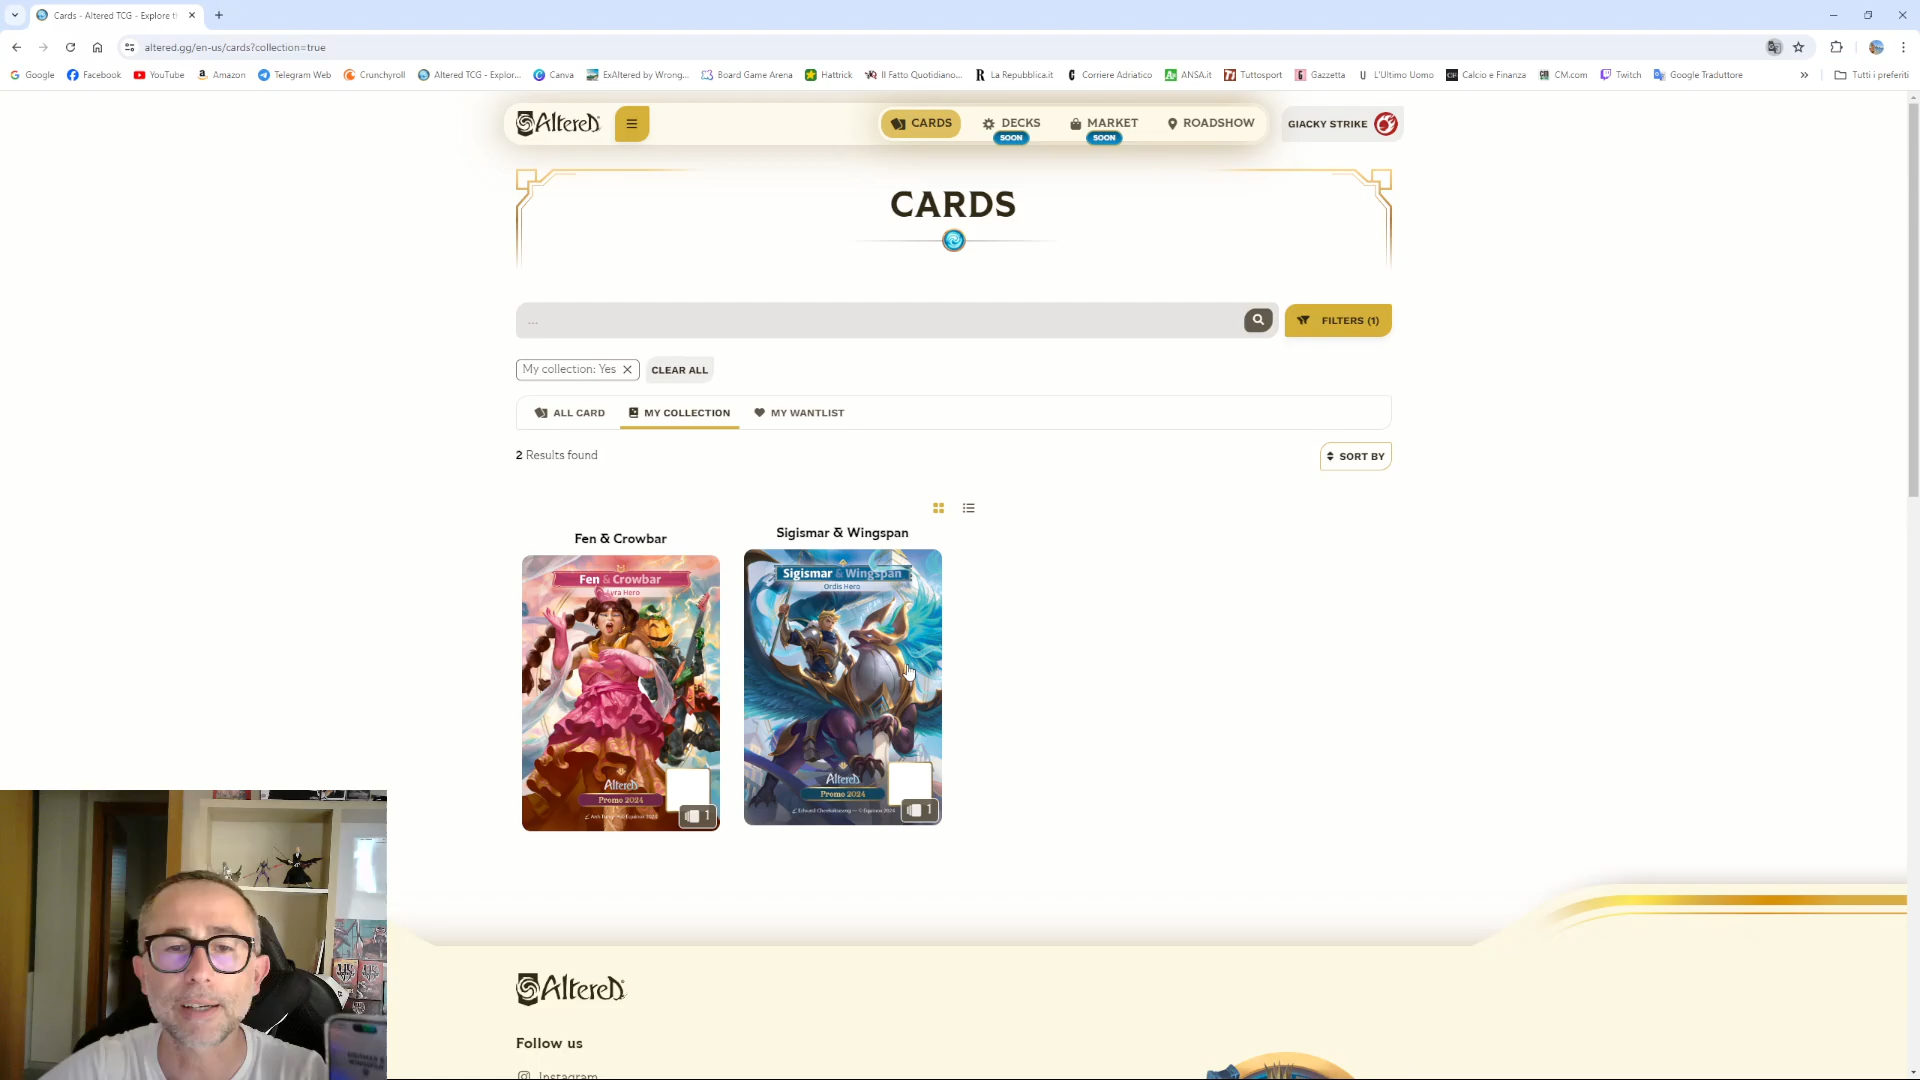 Cards - Altered TCG - Explore t
altered.gg/en-us/cards?collection=true
Google Facebook YouTube Amazon Telegram Web Crunchyroll Altered TCG - Explor... Canva ExAltered by Wrong... Board Game Arena Hattrick Il Fatto Quotidiano... La Repubblica.it Corriere Adriatico ANSA.it Tuttosport Gazzetta L'Ultimo Uomo Calcio e Finanza CM.com Twitch Google Traduttore Tutti i preferiti
Altered
CARDS DECKS MARKET ROADSHOW GIACKY STRIKE
SOON SOON
CARDS
...
FILTERS (1)
My collection: Yes CLEAR ALL
ALL CARD MY COLLECTION MY WANTLIST
2 Results found
SORT BY
Fen & Crowbar
Sigismar & Wingspan
Fen & Crowbar
Lyra Hero
Altered
Promo 2024
1
Sigismar & Wingspan
Ordis Hero
Altered
Promo 2024
1
Altered
Follow us
Instagram